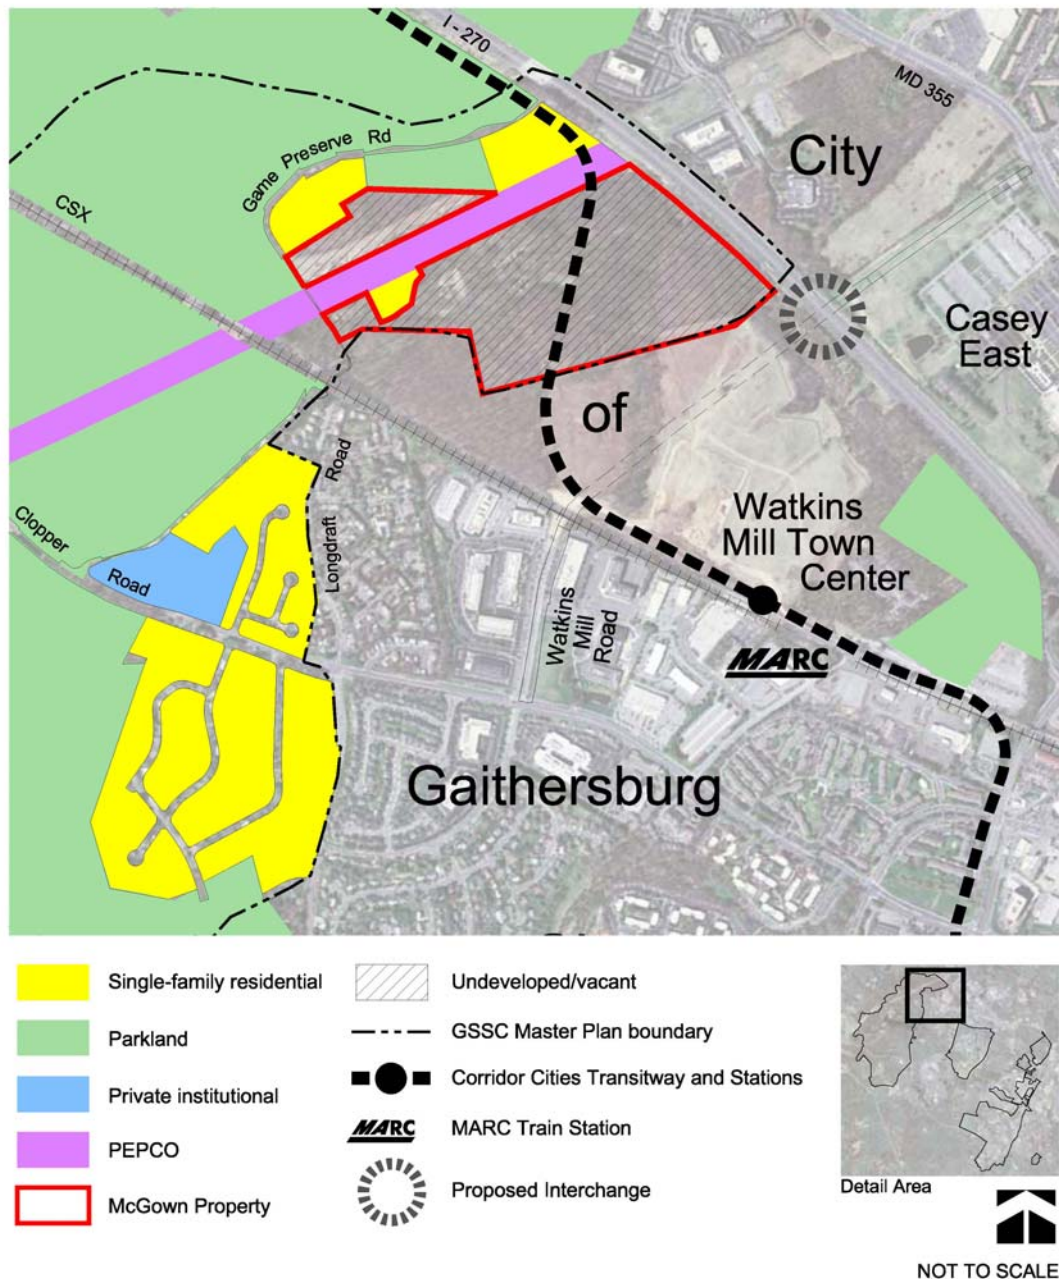 I - 270
MD 355
City
Game Preserve Rd
CSX
Casey
East
of
Road
Longdraft
Watkins
Mill Town
Center
Clopper
Road
Watkins
Mill
Road
MARC
Gaithersburg
Single-family residential
Undeveloped/vacant
Parkland
GSSC Master Plan boundary
Private institutional
Corridor Cities Transitway and Stations
PEPCO
MARC
MARC Train Station
McGown Property
Proposed Interchange
Detail Area
NOT TO SCALE